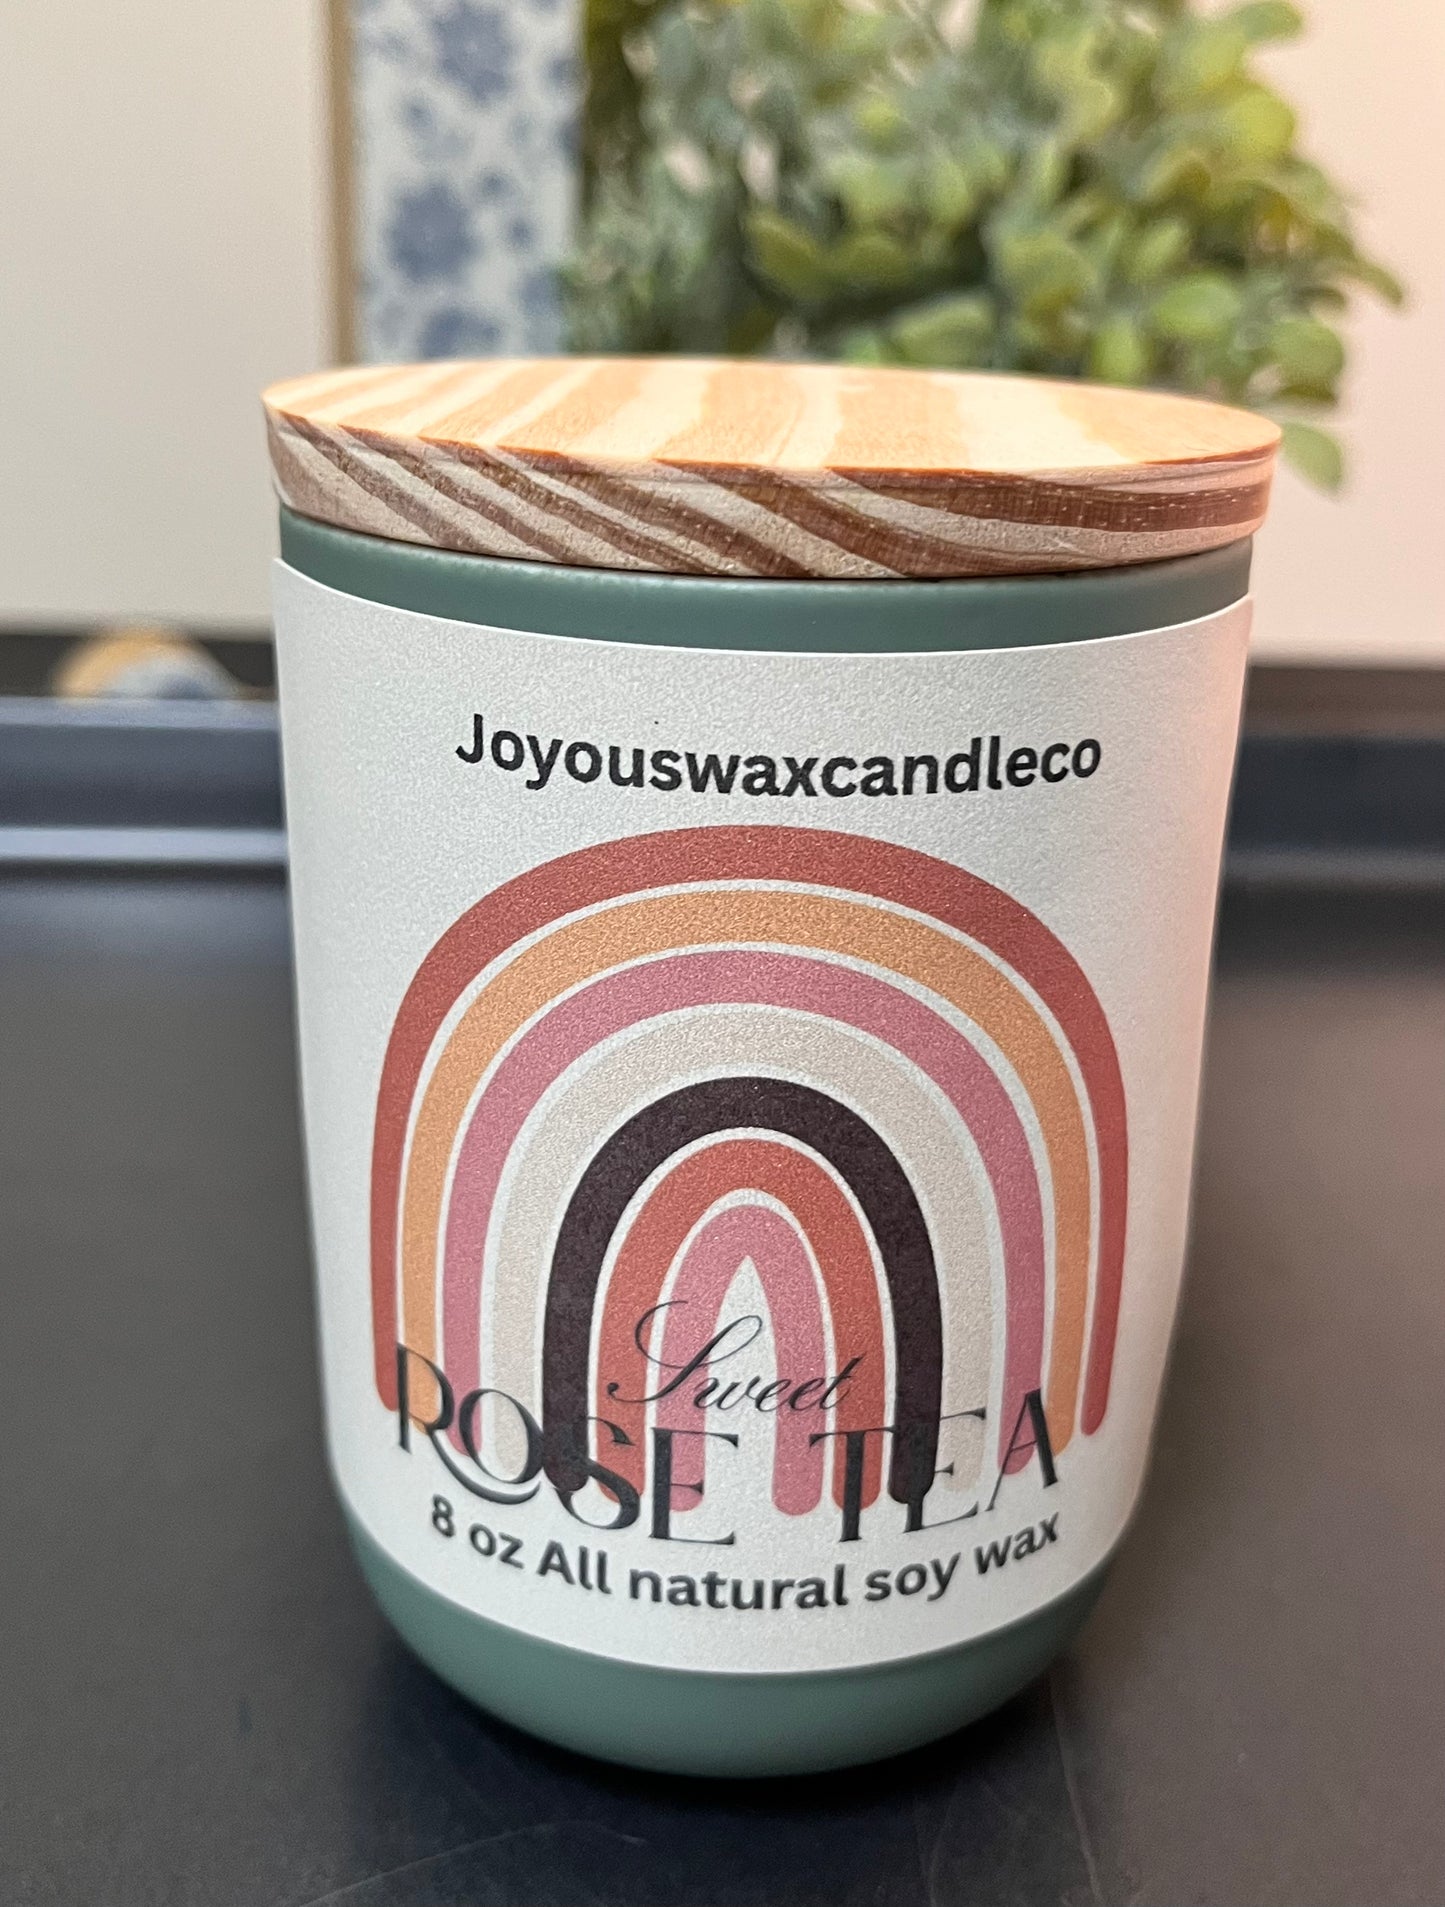 Joyouswaxcandleco
Sweet
ROSE TEA
8 oz All natural soy wax